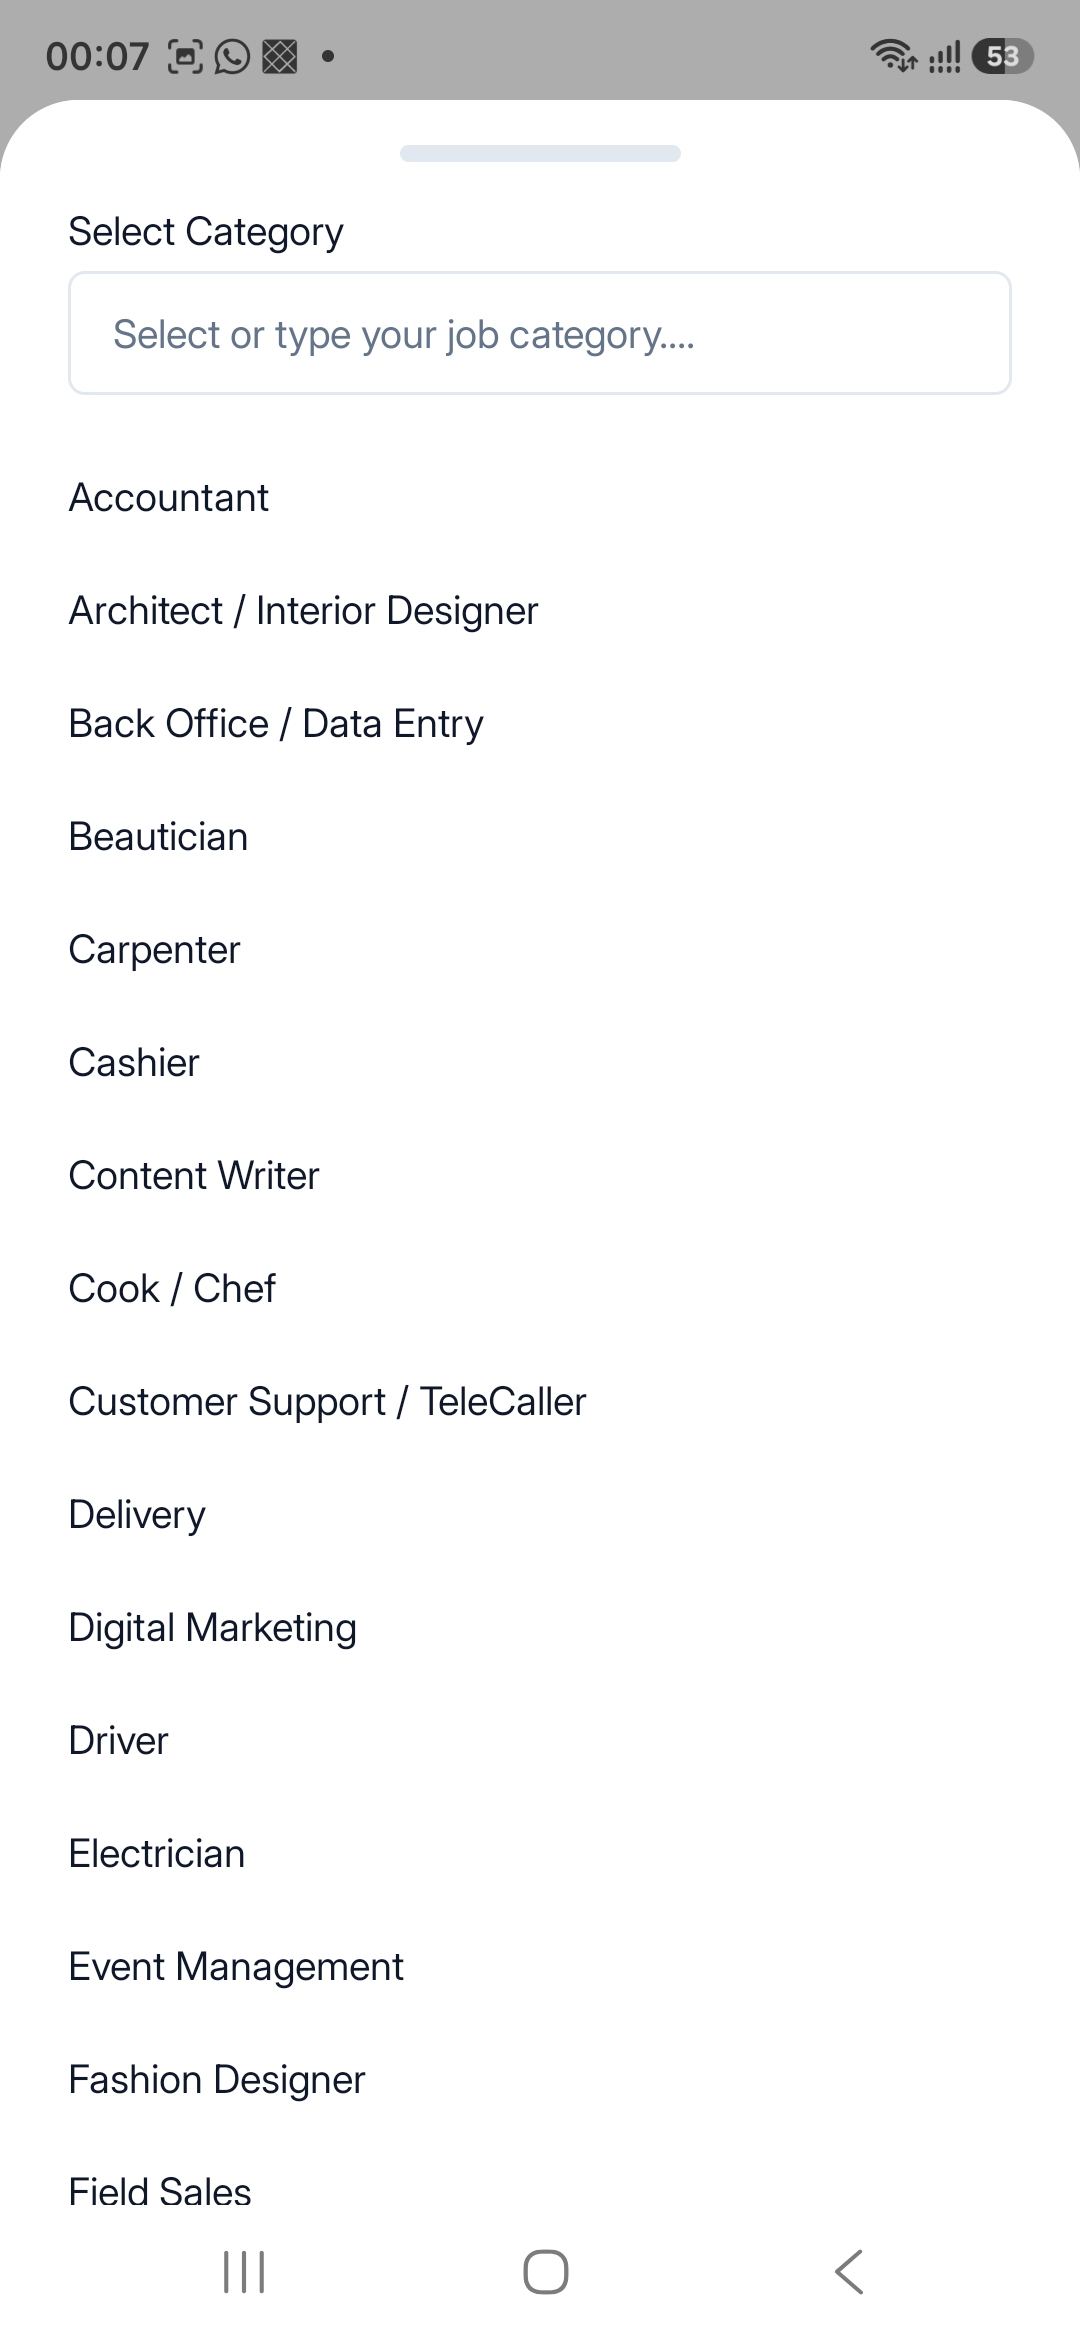 00:07
53
Select Category
Select or type your job category....
Accountant
Architect / Interior Designer
Back Office / Data Entry
Beautician
Carpenter
Cashier
Content Writer
Cook / Chef
Customer Support / TeleCaller
Delivery
Digital Marketing
Driver
Electrician
Event Management
Fashion Designer
Field Sales